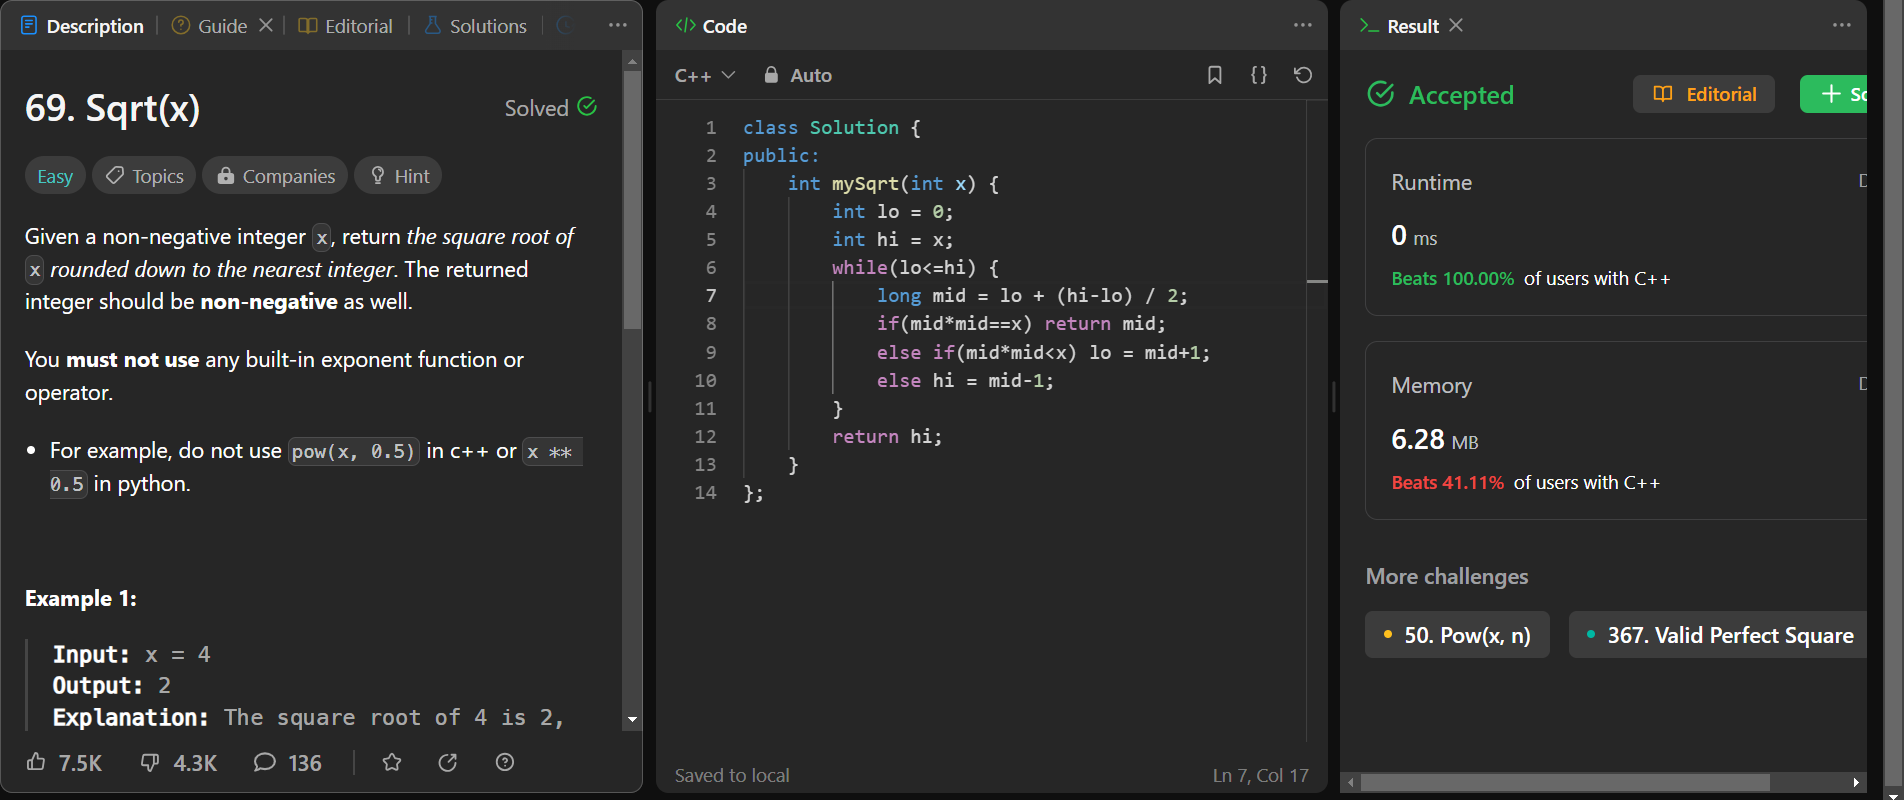 Description
Guide
Editorial
Solutions
69. Sqrt(x)
Solved
Easy
Topics
Companies
Hint
Given a non-negative integer x, return the square root of
x rounded down to the nearest integer. The returned
integer should be non-negative as well.
You must not use any built-in exponent function or
operator.
• For example, do not use pow(x, 0.5) in c++ or x **
0.5 in python.
Example 1:
Input: x = 4
Output: 2
Explanation: The square root of 4 is 2,
7.5K
4.3K
136
</> Code
C++
Auto
{}
1 class Solution {
2 public:
3     int mySqrt(int x) {
4         int lo = 0;
5         int hi = x;
6         while(lo<=hi) {
7             long mid = lo + (hi-lo) / 2;
8             if(mid*mid==x) return mid;
9             else if(mid*mid<x) lo = mid+1;
10             else hi = mid-1;
11         }
12         return hi;
13     }
14 };
Saved to local
Ln 7, Col 17
Result
Accepted
Editorial
Runtime
0 ms
Beats 100.00% of users with C++
Memory
6.28 MB
Beats 41.11% of users with C++
More challenges
50. Pow(x, n)
367. Valid Perfect Square